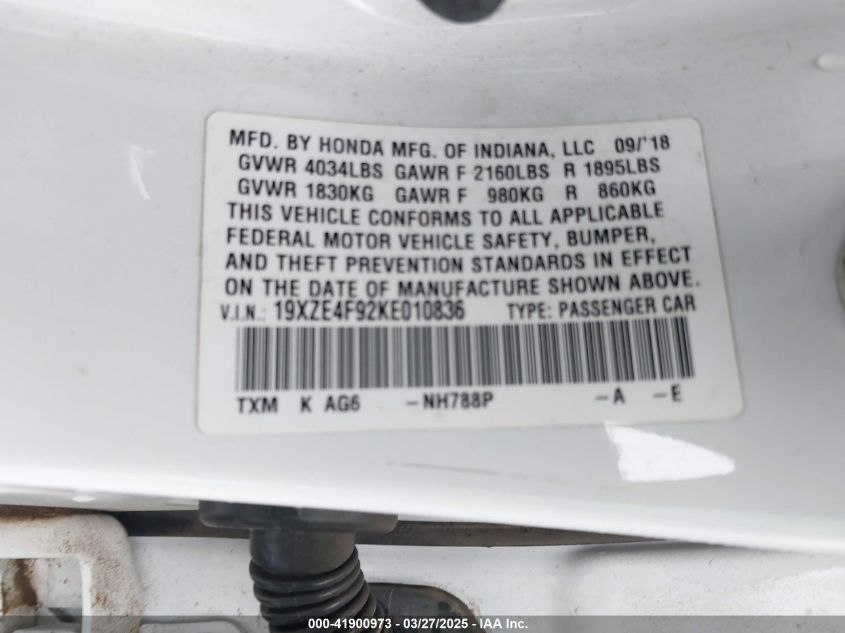 MFD. BY HONDA MFG. OF INDIANA, LLC 09/'18
GVWR 4034LBS GAWR F 2160LBS R 1895LBS
GVWR 1830KG GAWR F 980KG R 860KG
THIS VEHICLE CONFORMS TO ALL APPLICABLE
FEDERAL MOTOR VEHICLE SAFETY, BUMPER,
AND THEFT PREVENTION STANDARDS IN EFFECT
ON THE DATE OF MANUFACTURE SHOWN ABOVE.
V.I.N.: 19XZE4F92KE010836 TYPE: PASSENGER CAR
TXM K AG6 -NH788P -A -E
000-41900973 - 03/27/2025 - IAA Inc.